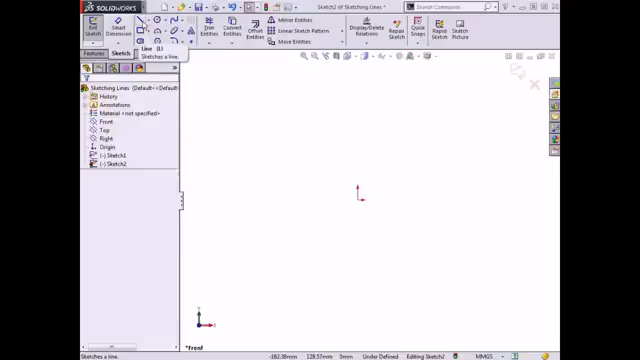 SOLIDWORKS
Sketch2 of Sketching Lines
Search Commands
Exit Sketch
Smart Dimension
Trim Entities
Convert Entities
Offset Entities
Mirror Entities
Linear Sketch Pattern
Move Entities
Display/Delete Relations
Repair Sketch
Quick Snaps
Rapid Sketch
Sketch Picture
Line (L)
Sketches a line.
Features
Sketch
Sketching Lines (Default<<Default
History
Annotations
Material <not specified>
Front
Top
Right
Origin
(-) Sketch1
(-) Sketch2
*Front
Sketches a line.
-162.38mm
128.57mm
0mm
Under Defined
Editing Sketch2
MMGS